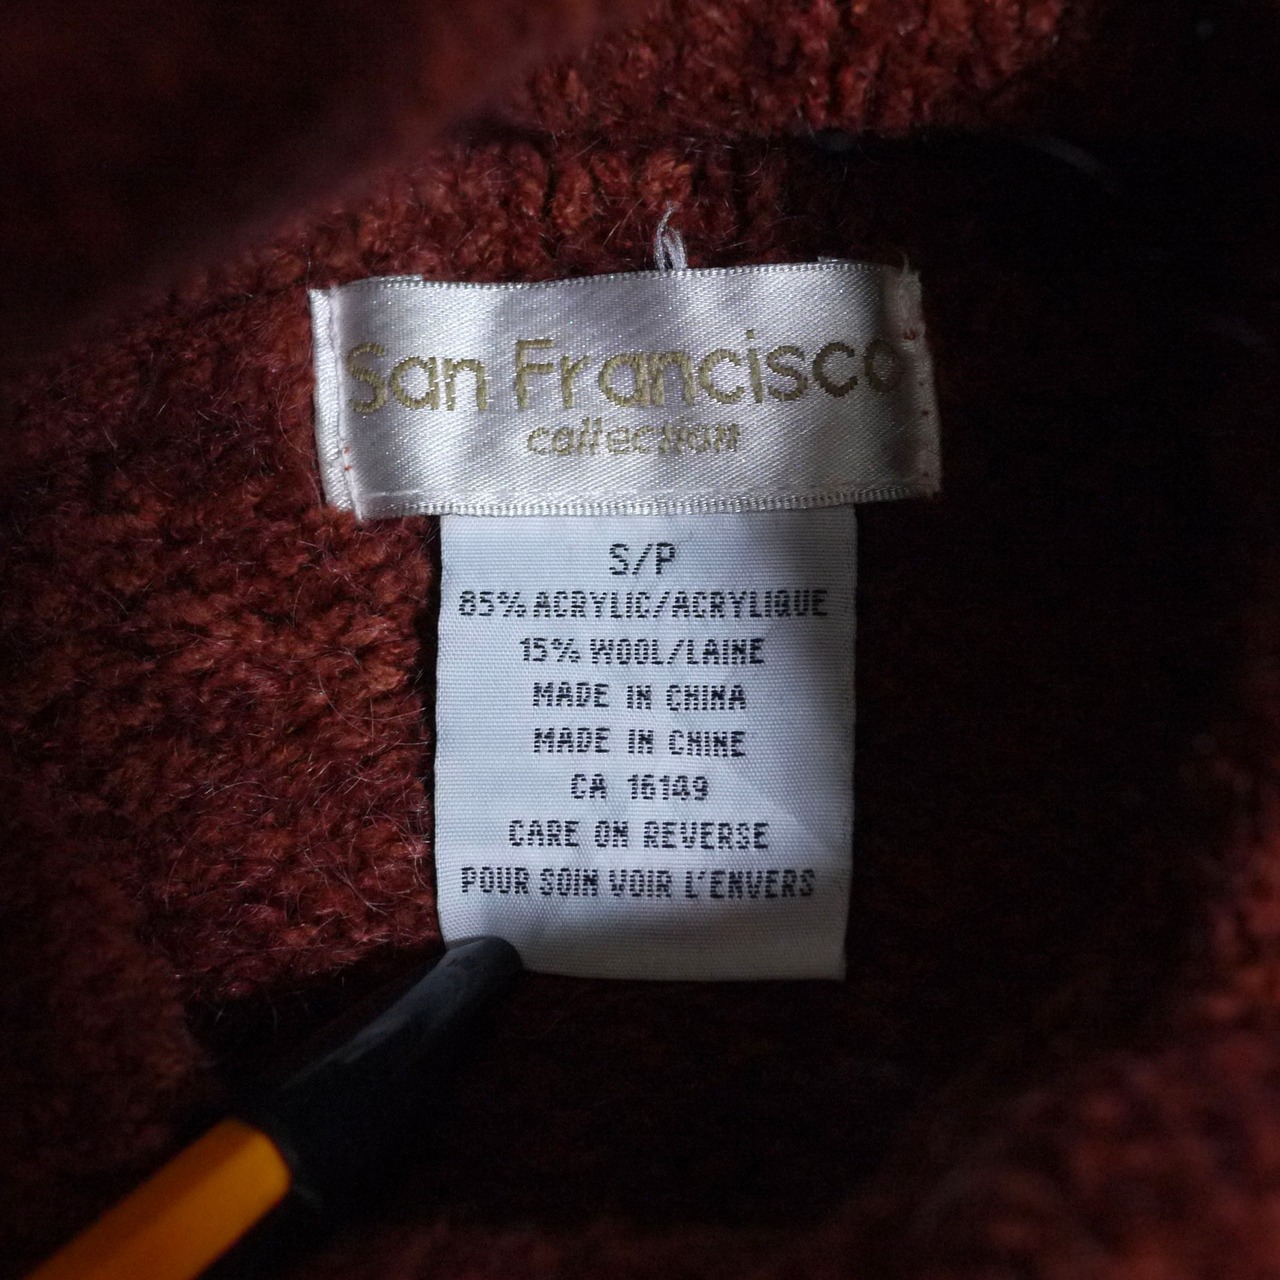 San Francisco
collection
S/P
85% ACRYLIC/ACRYLIQUE
15% WOOL/LAINE
MADE IN CHINA
MADE IN CHINE
CA 16149
CARE ON REVERSE
POUR SOIN VOIR L'ENVERS